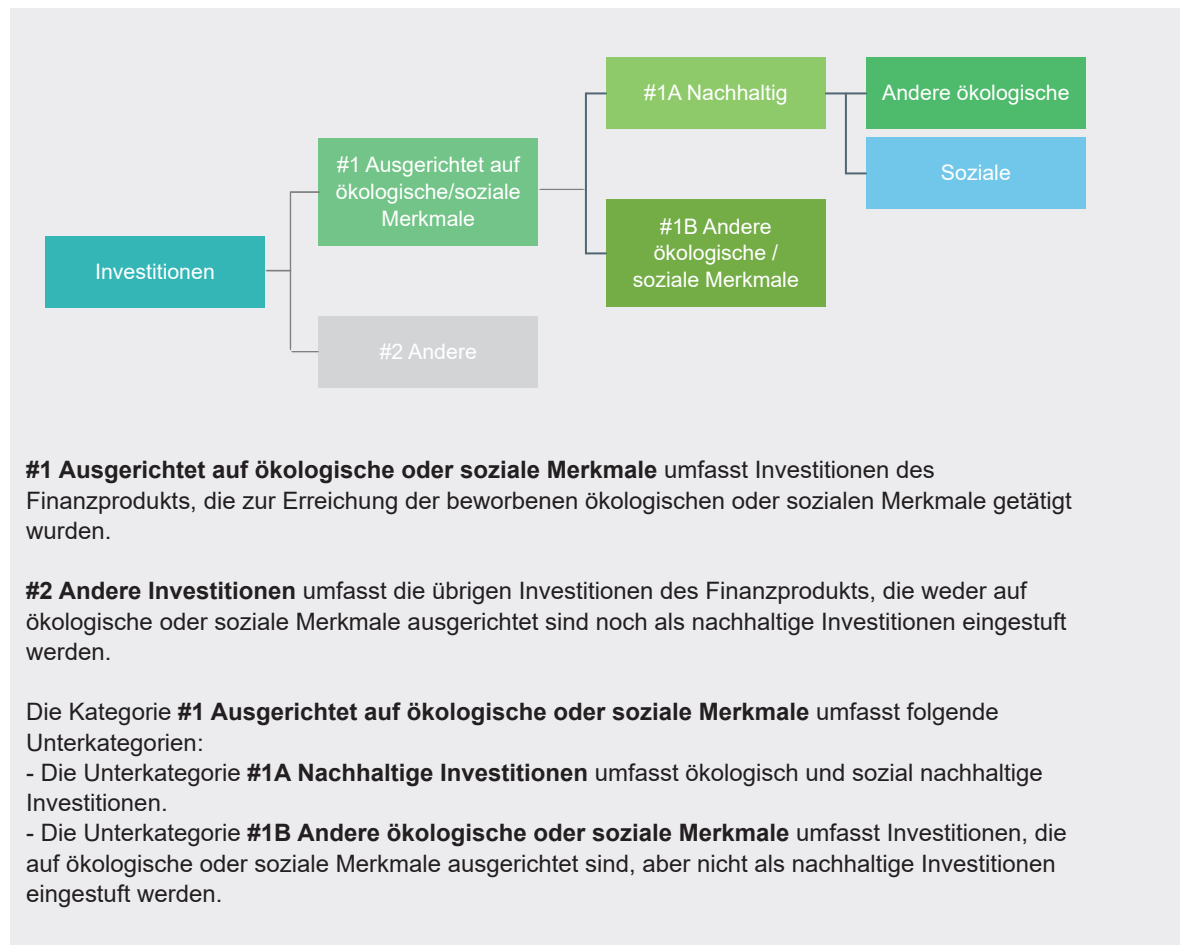 #1A Nachhaltig
Andere ökologische
#1 Ausgerichtet auf
ökologische/soziale
Merkmale
Soziale
#1B Andere
ökologische /
soziale Merkmale
Investitionen
#2 Andere
#1 Ausgerichtet auf ökologische oder soziale Merkmale umfasst Investitionen des
Finanzprodukts, die zur Erreichung der beworbenen ökologischen oder sozialen Merkmale getätigt
wurden.
#2 Andere Investitionen umfasst die übrigen Investitionen des Finanzprodukts, die weder auf
ökologische oder soziale Merkmale ausgerichtet sind noch als nachhaltige Investitionen eingestuft
werden.
Die Kategorie #1 Ausgerichtet auf ökologische oder soziale Merkmale umfasst folgende
Unterkategorien:
- Die Unterkategorie #1A Nachhaltige Investitionen umfasst ökologisch und sozial nachhaltige
Investitionen.
- Die Unterkategorie #1B Andere ökologische oder soziale Merkmale umfasst Investitionen, die
auf ökologische oder soziale Merkmale ausgerichtet sind, aber nicht als nachhaltige Investitionen
eingestuft werden.